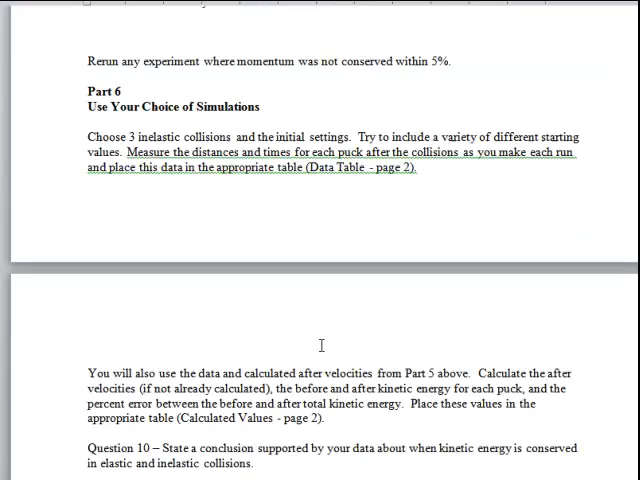 Rerun any experiment where momentum was not conserved within 5%.
Part 6
Use Your Choice of Simulations
Choose 3 inelastic collisions and the initial settings. Try to include a variety of different starting
values. Measure the distances and times for each puck after the collisions as you make each run
and place this data in the appropriate table (Data Table - page 2).
You will also use the data and calculated after velocities from Part 5 above. Calculate the after
velocities (if not already calculated), the before and after kinetic energy for each puck, and the
percent error between the before and after total kinetic energy. Place these values in the
appropriate table (Calculated Values - page 2).
Question 10 – State a conclusion supported by your data about when kinetic energy is conserved
in elastic and inelastic collisions.